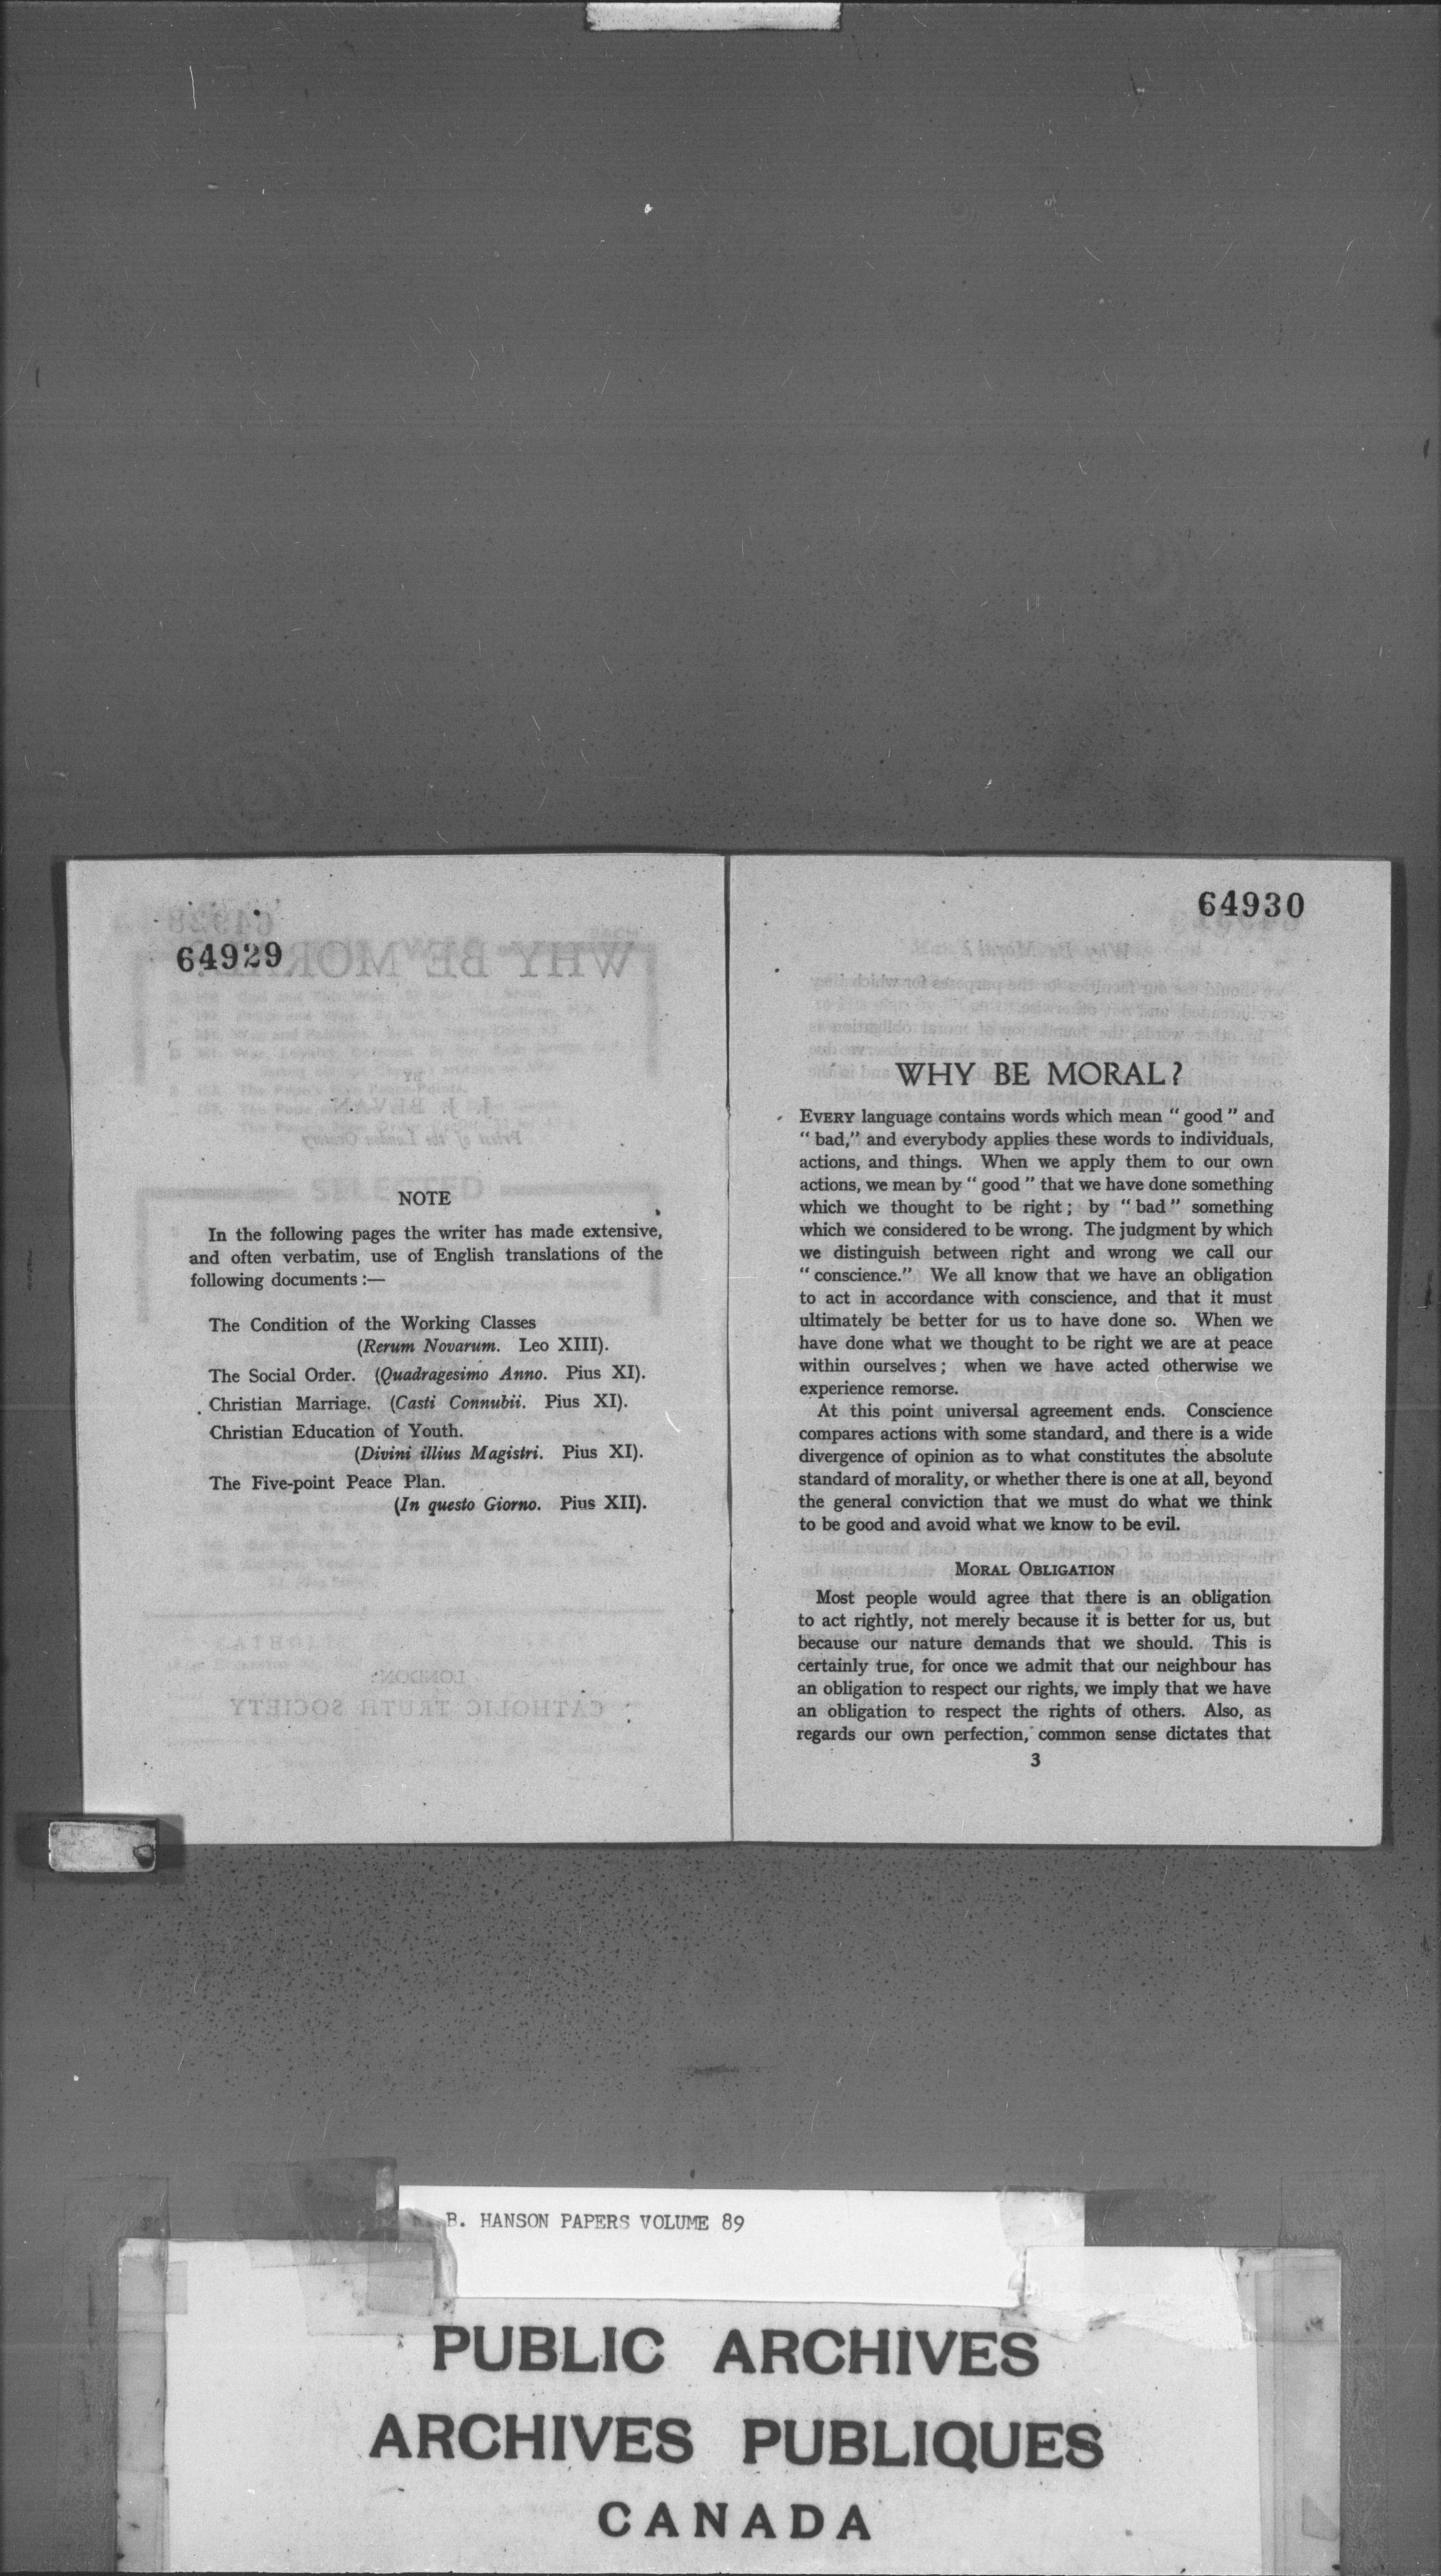 64929
NOTE
In the following pages the writer has made extensive,
and often verbatim, use of English translations of the
following documents :—
The Condition of the Working Classes
(Rerum Novarum. Leo XIII).
The Social Order. (Quadragesimo Anno. Pius XI).
Christian Marriage. (Casti Connubii. Pius XI).
Christian Education of Youth.
(Divini illius Magistri. Pius XI).
The Five-point Peace Plan.
(In questo Giorno. Pius XII).
64930
WHY BE MORAL?
EVERY language contains words which mean “ good ” and
“ bad,” and everybody applies these words to individuals,
actions, and things. When we apply them to our own
actions, we mean by “ good ” that we have done something
which we thought to be right ; by “ bad ” something
which we considered to be wrong. The judgment by which
we distinguish between right and wrong we call our
“ conscience.” We all know that we have an obligation
to act in accordance with conscience, and that it must
ultimately be better for us to have done so. When we
have done what we thought to be right we are at peace
within ourselves ; when we have acted otherwise we
experience remorse.
At this point universal agreement ends. Conscience
compares actions with some standard, and there is a wide
divergence of opinion as to what constitutes the absolute
standard of morality, or whether there is one at all, beyond
the general conviction that we must do what we think
to be good and avoid what we know to be evil.
MORAL OBLIGATION
Most people would agree that there is an obligation
to act rightly, not merely because it is better for us, but
because our nature demands that we should. This is
certainly true, for once we admit that our neighbour has
an obligation to respect our rights, we imply that we have
an obligation to respect the rights of others. Also, as
regards our own perfection, common sense dictates that
3
B. HANSON PAPERS VOLUME 89
PUBLIC ARCHIVES
ARCHIVES PUBLIQUES
CANADA